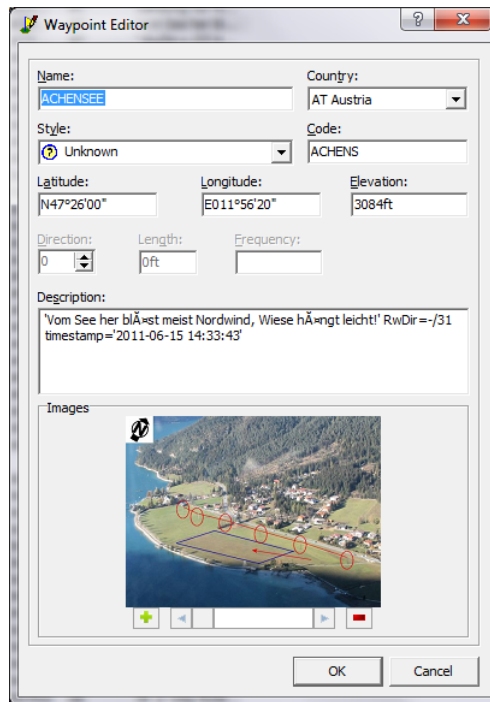 Waypoint Editor
Name:
Country:
ACHENSEE
AT Austria
Style:
Code:
Unknown
ACHENS
Latitude:
Longitude:
Elevation:
N47°26'00"
E011°56'20"
3084ft
Direction:
Length:
Frequency:
0
0ft
Description:
'Vom See her blĂ¤st meist Nordwind, Wiese hĂ¤ngt leicht!' RwDir=-/31
timestamp='2011-06-15 14:33:43'
Images
N
OK
Cancel